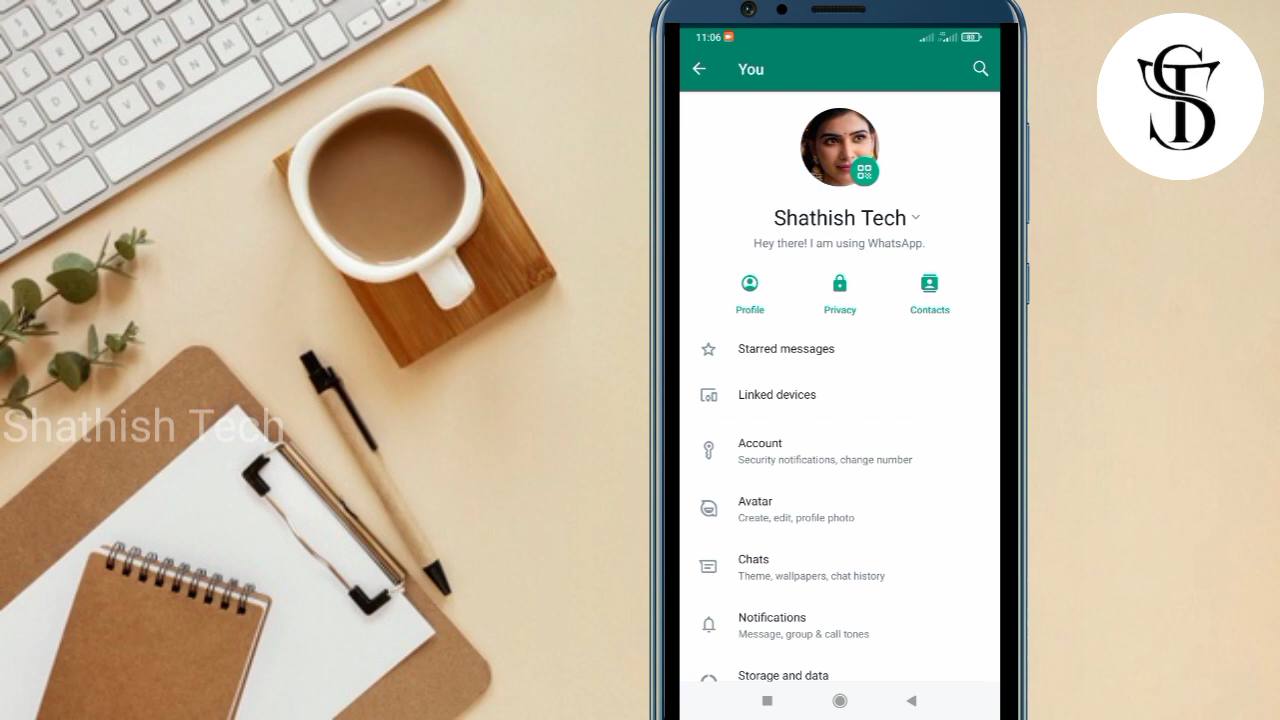 11:06
80
You
Shathish Tech
Hey there! I am using WhatsApp.
Profile
Privacy
Contacts
Starred messages
Linked devices
Account
Security notifications, change number
Avatar
Create, edit, profile photo
Chats
Theme, wallpapers, chat history
Notifications
Message, group & call tones
Storage and data
Shathish Tech
ST
E
R
T
Y
U
I
O
P
S
D
F
G
H
J
K
L
Z
X
C
V
B
N
M